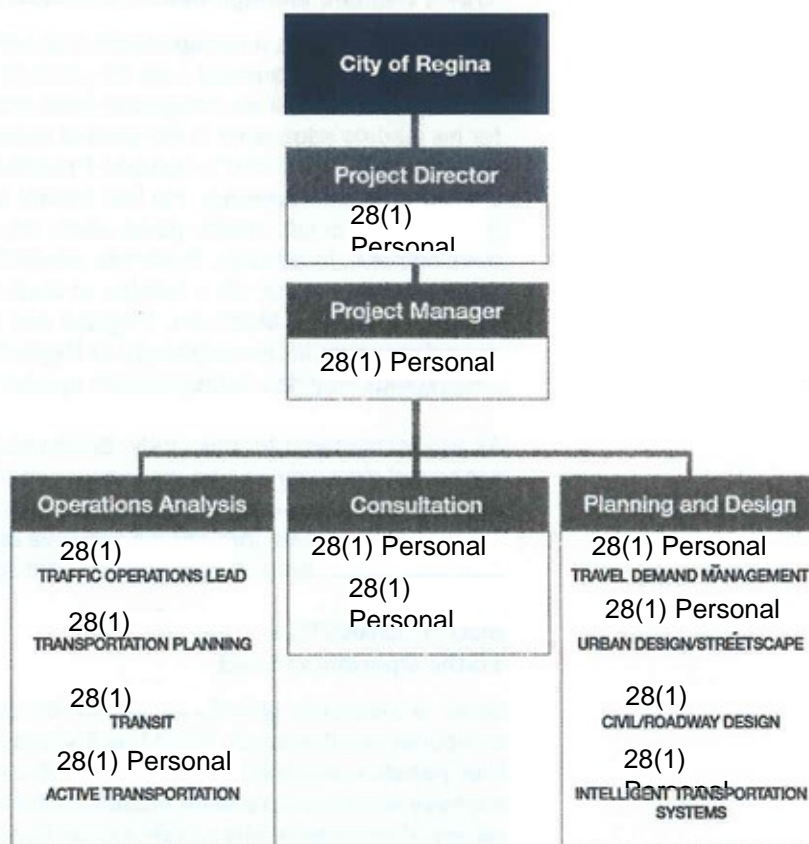 City of Regina
Project Director
28(1)
Personal
Project Manager
28(1) Personal
Operations Analysis
28(1)
TRAFFIC OPERATIONS LEAD
28(1)
TRANSPORTATION PLANNING
28(1)
TRANSIT
28(1) Personal
ACTIVE TRANSPORTATION
Consultation
28(1) Personal
28(1)
Personal
Planning and Design
28(1) Personal
TRAVEL DEMAND MANAGEMENT
28(1) Personal
URBAN DESIGN/STREETSCAPE
28(1)
CIVIL/ROADWAY DESIGN
28(1)
Personal
INTELLIGENT TRANSPORTATION
SYSTEMS